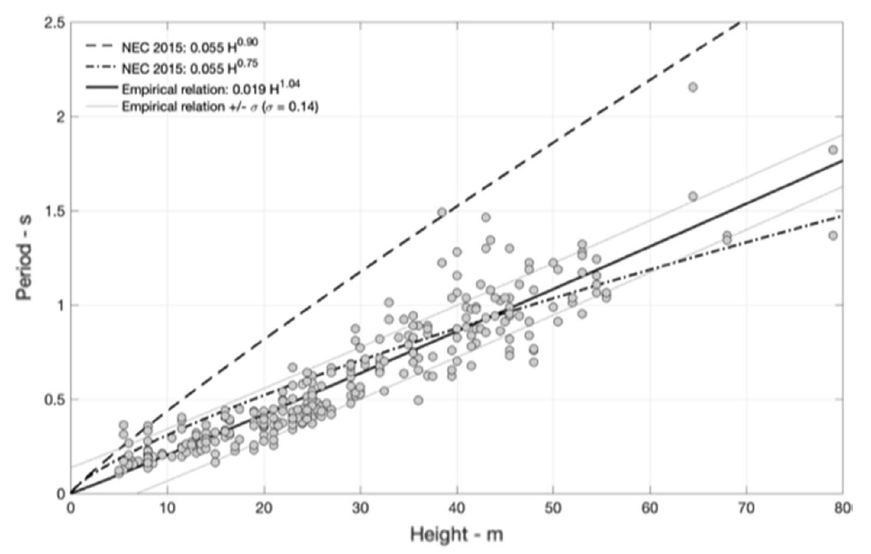 2.5
NEC 2015: 0.055 H^0.90
NEC 2015: 0.055 H^0.75
Empirical relation: 0.019 H^1.04
Empirical relation +/- σ (σ = 0.14)
2
1.5
Period - s
1
0.5
0
0 10 20 30 40 50 60 70 80
Height - m